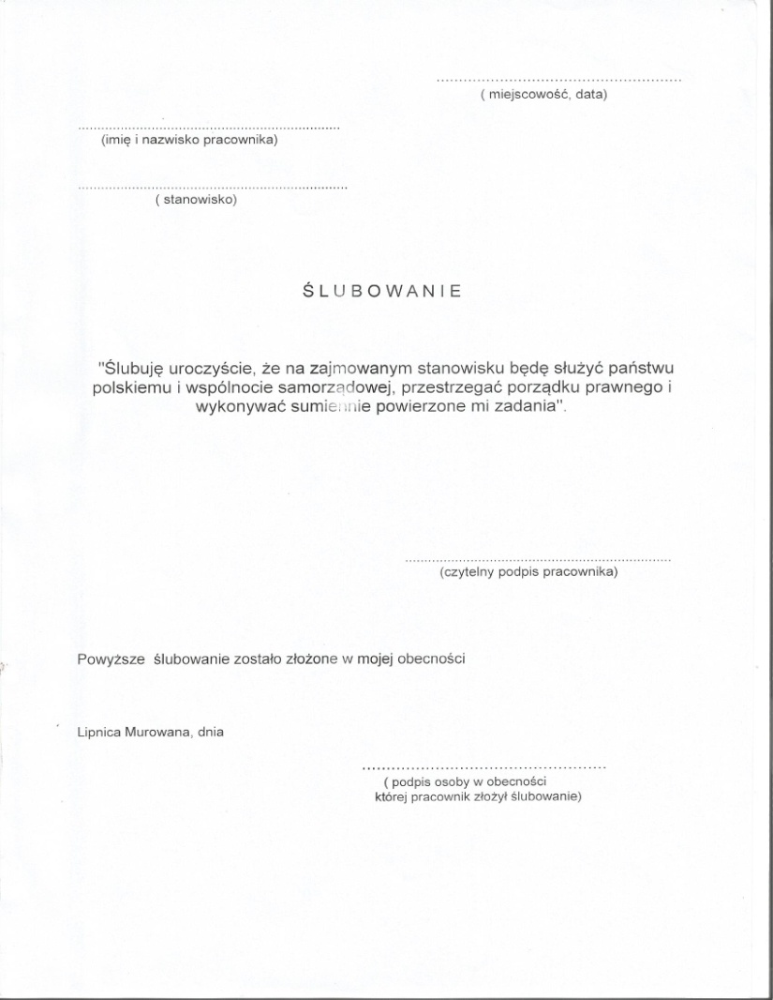 ........................................................
( miejscowość, data)
............................................................
(imię i nazwisko pracownika)
..............................................................
( stanowisko)
Ś L U B O W A N I E
"Ślubuję uroczyście, że na zajmowanym stanowisku będę służyć państwu
polskiemu i wspólnocie samorządowej, przestrzegać porządku prawnego i
wykonywać sumiennie powierzone mi zadania".
.............................................................
(czytelny podpis pracownika)
Powyższe ślubowanie zostało złożone w mojej obecności
Lipnica Murowana, dnia
..................................................
( podpis osoby w obecności
której pracownik złożył ślubowanie)